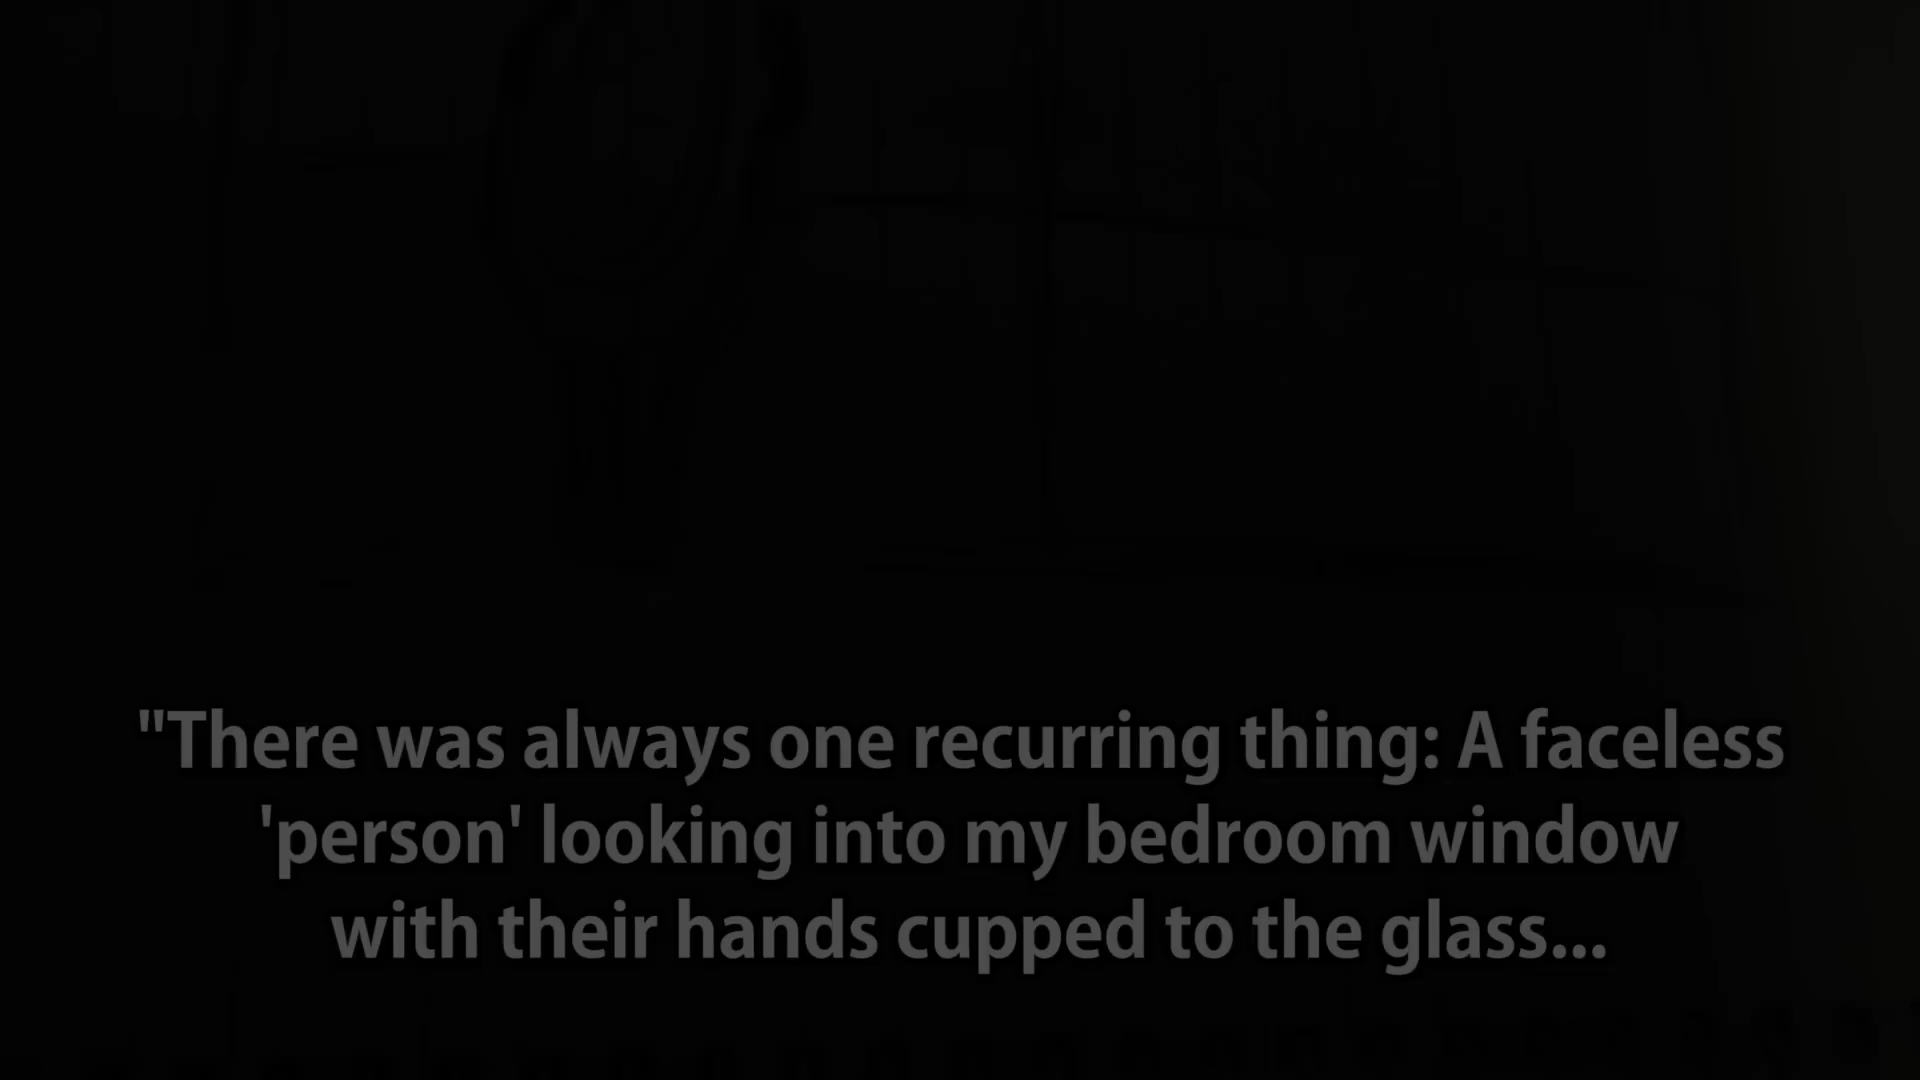 "There was always one recurring thing: A faceless
'person' looking into my bedroom window
with their hands cupped to the glass...